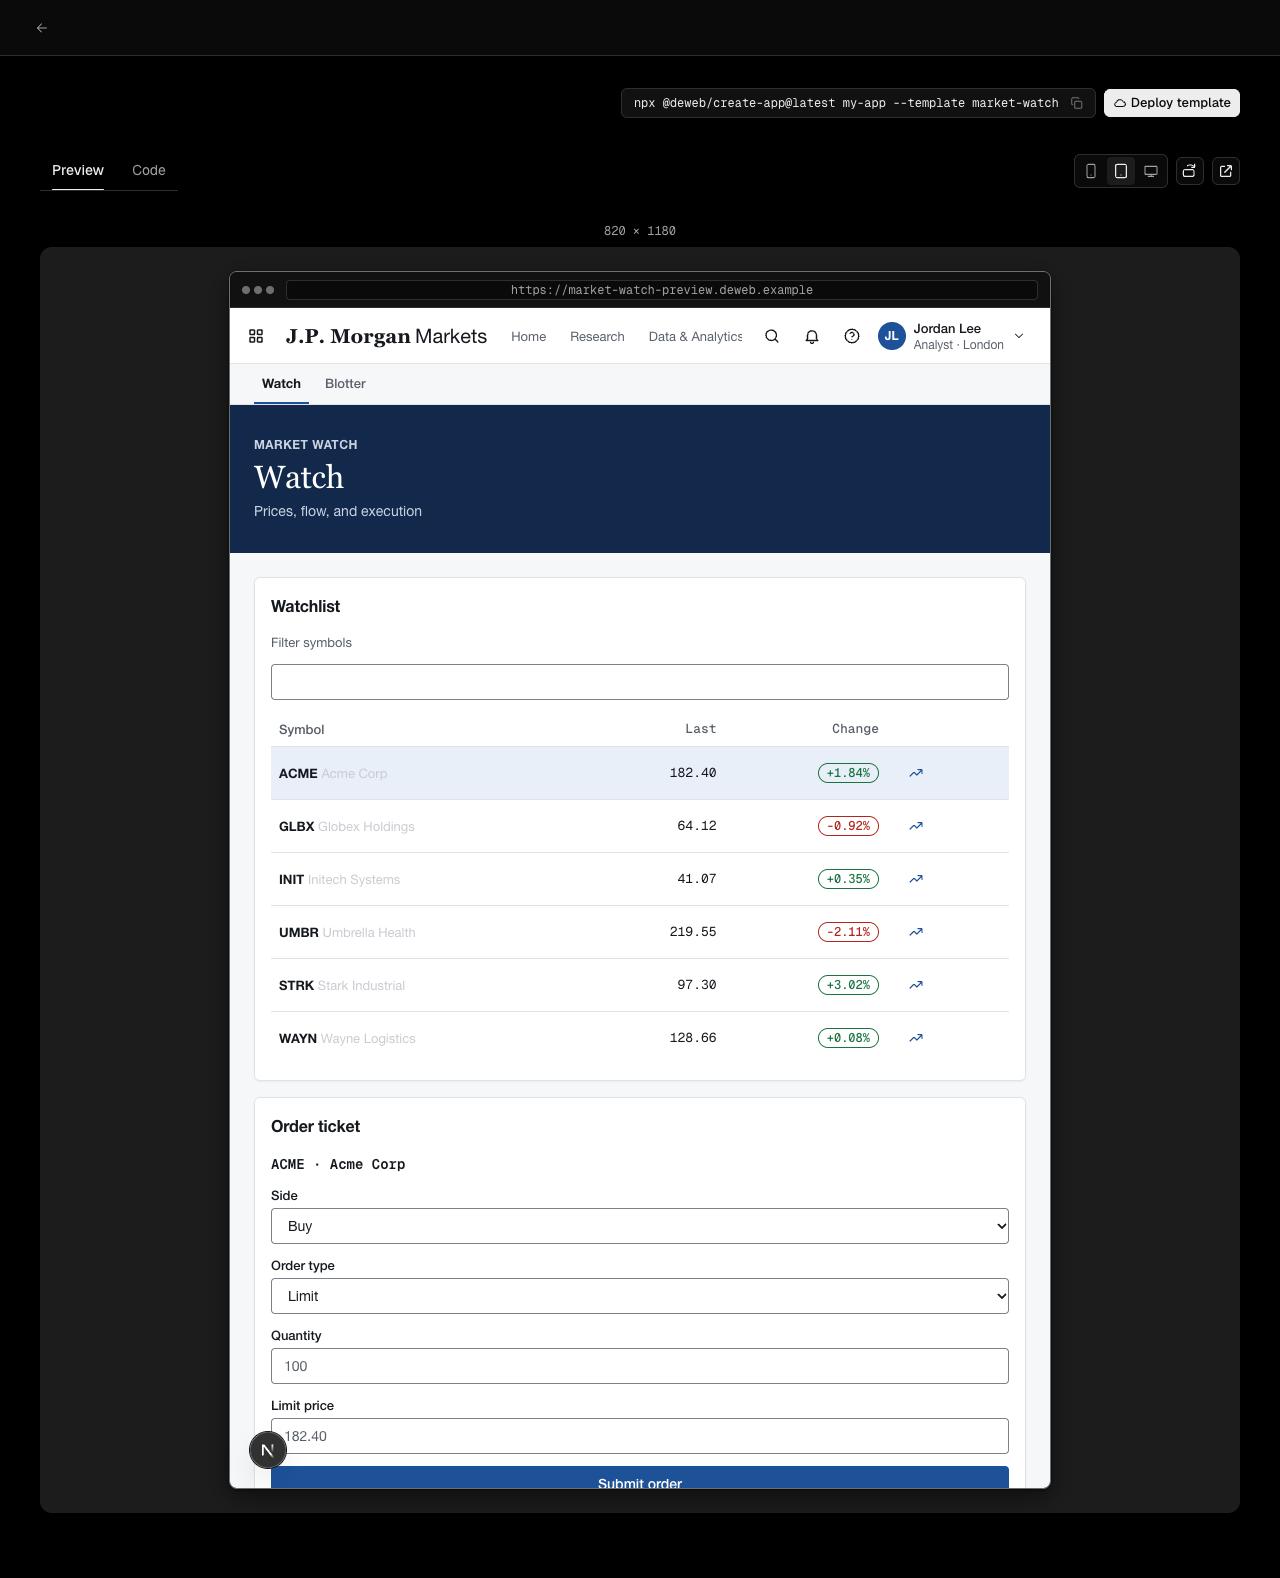 npx @deweb/create-app@latest my-app --template market-watch
Deploy template
Preview Code
820 × 1180
https://market-watch-preview.deweb.example
J.P. Morgan Markets Home Research Data & Analytics JL Jordan Lee
Analyst · London
Watch Blotter
MARKET WATCH
Watch
Prices, flow, and execution
Watchlist
Filter symbols
Symbol Last Change
ACME Acme Corp 182.40 +1.84%
GLBX Globex Holdings 64.12 -0.92%
INIT Initech Systems 41.07 +0.35%
UMBR Umbrella Health 219.55 -2.11%
STRK Stark Industrial 97.30 +3.02%
WAYN Wayne Logistics 128.66 +0.08%
Order ticket
ACME · Acme Corp
Side
Buy
Order type
Limit
Quantity
100
Limit price
182.40
N
Submit order